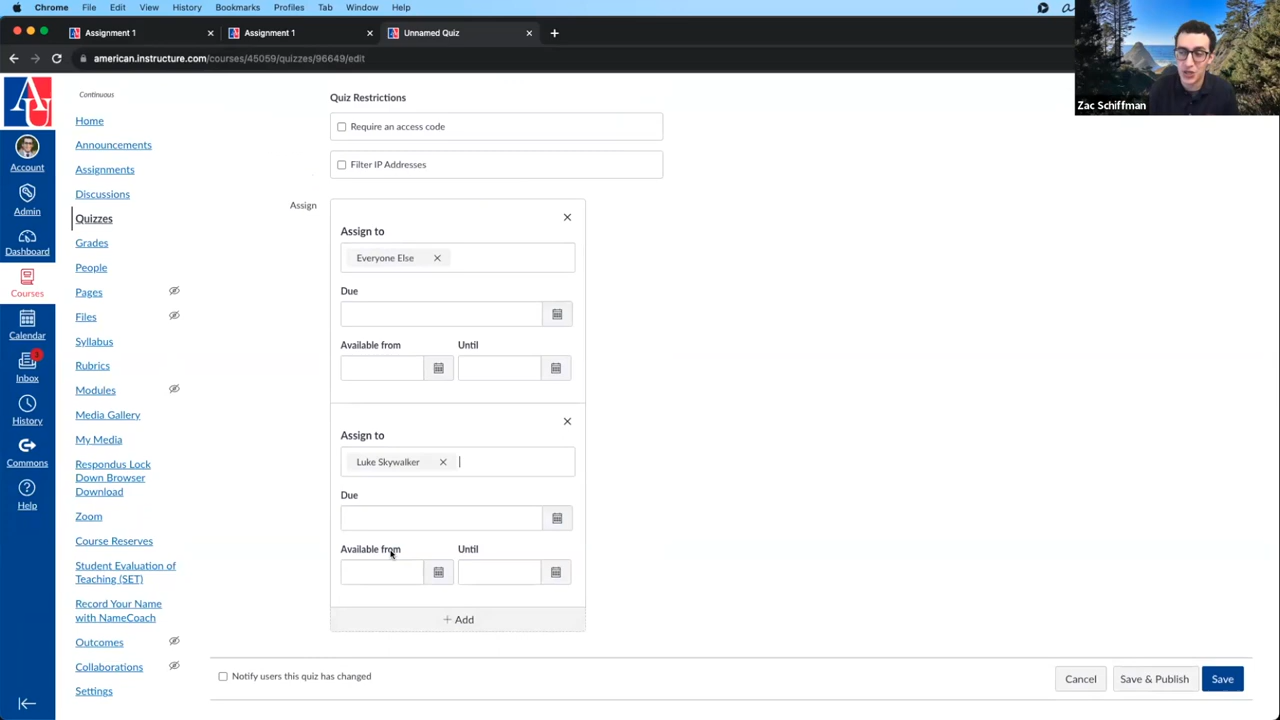 Chrome File Edit View History Bookmarks Profiles Tab Window Help
Assignment 1
Assignment 1
Unnamed Quiz
american.instructure.com/courses/45059/quizzes/96649/edit
Zac Schiffman
AU
Account
Admin
Dashboard
Courses
Calendar
3
Inbox
History
Commons
Help
Continuous
Home
Announcements
Assignments
Discussions
Quizzes
Grades
People
Pages
Files
Syllabus
Rubrics
Modules
Media Gallery
My Media
Respondus Lock
Down Browser
Download
Zoom
Course Reserves
Student Evaluation of
Teaching (SET)
Record Your Name
with NameCoach
Outcomes
Collaborations
Settings
Quiz Restrictions
Require an access code
Filter IP Addresses
Assign
Assign to
Everyone Else
Due
Available from Until
Assign to
Luke Skywalker
Due
Available from Until
+ Add
Notify users this quiz has changed
Cancel Save & Publish Save